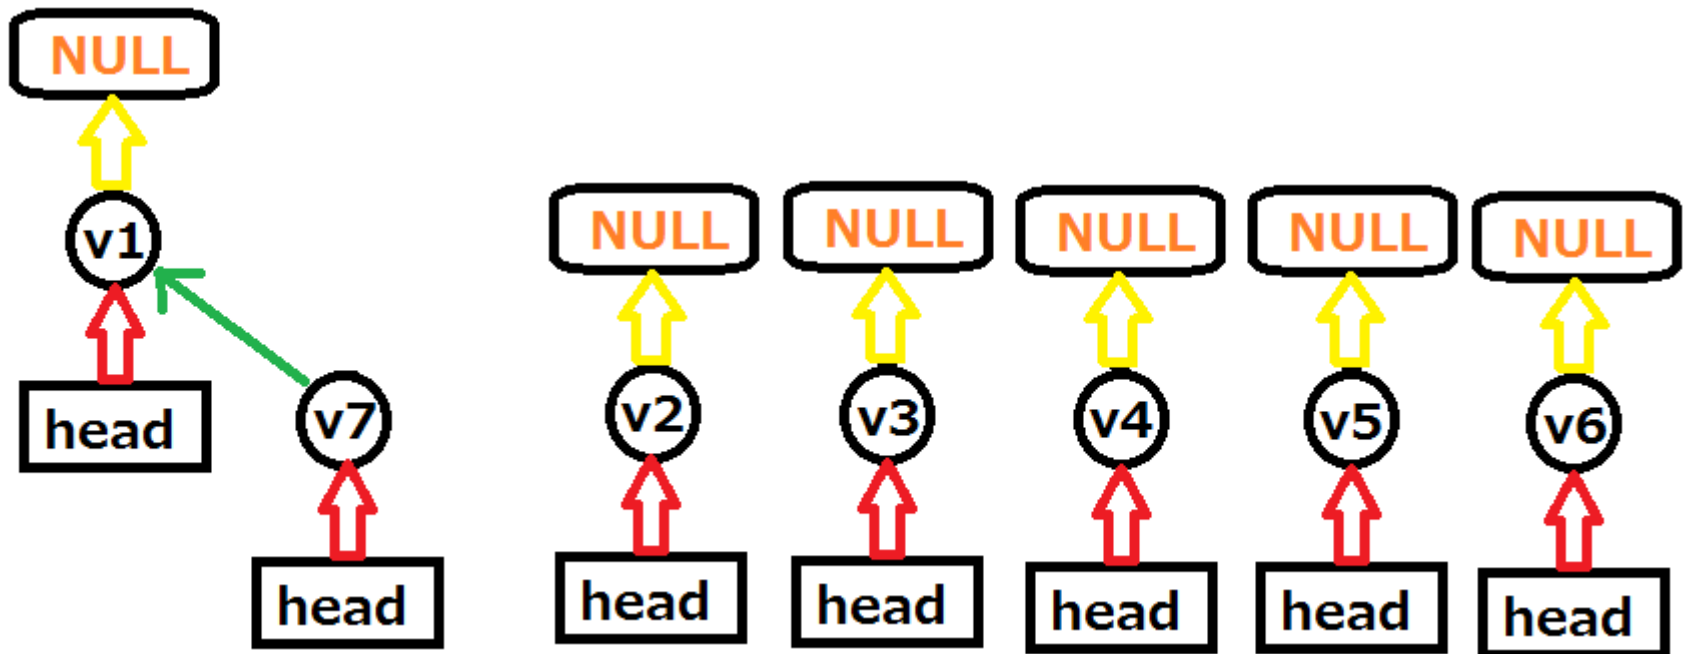 NULL
v1
head
v7
head
NULL NULL NULL NULL NULL
v2 v3 v4 v5 v6
head head head head head